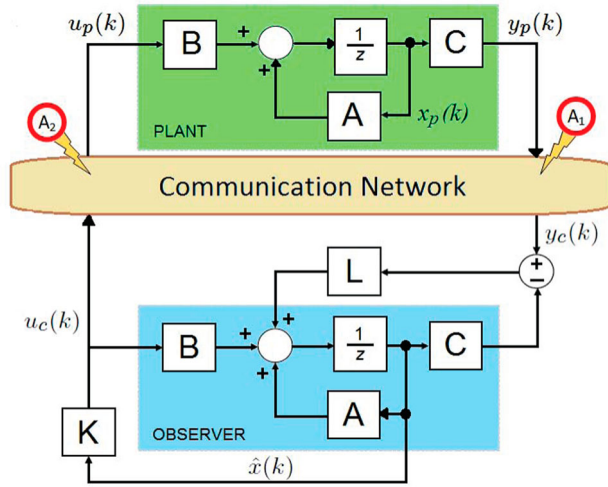 u_p(k)
y_p(k)
B
+
+
1/z
C
A
x_p(k)
PLANT
A₂
A₁
Communication Network
y_c(k)
+
−
L
u_c(k)
B
+
+
+
1/z
C
A
OBSERVER
K
x̂(k)